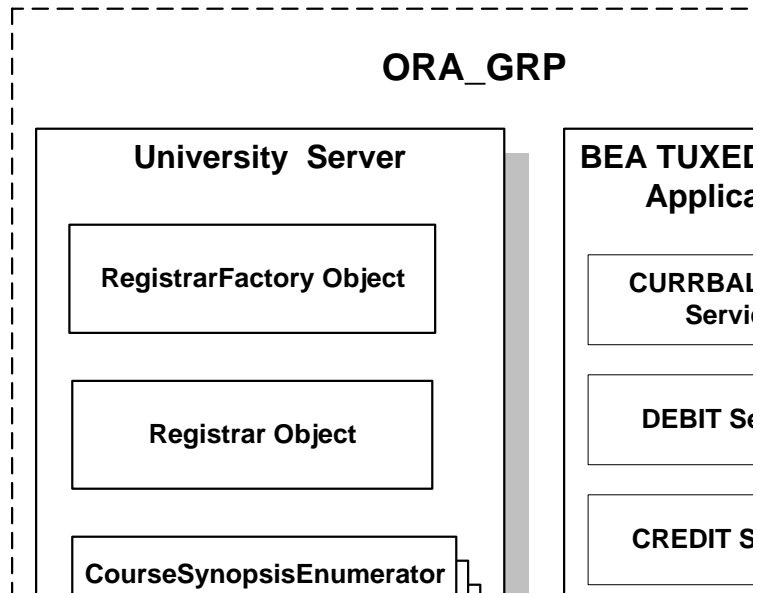 ORA_GRP
University Server
RegistrarFactory Object
Registrar Object
CourseSynopsisEnumerator
BEA TUXED
Applica
CURRBAL
Servi
DEBIT Se
CREDIT S